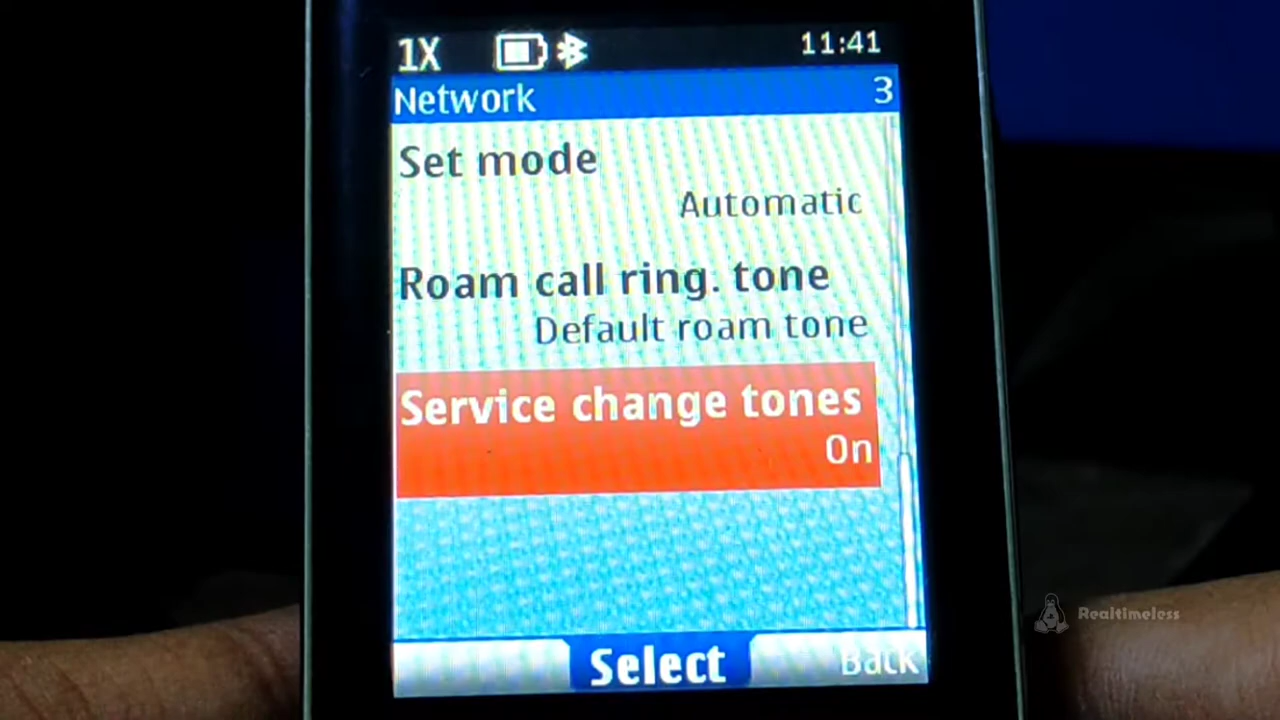 1X 11:41
Network 3
Set mode
Automatic
Roam call ring. tone
Default roam tone
Service change tones
On
Select Back
Realtimeless